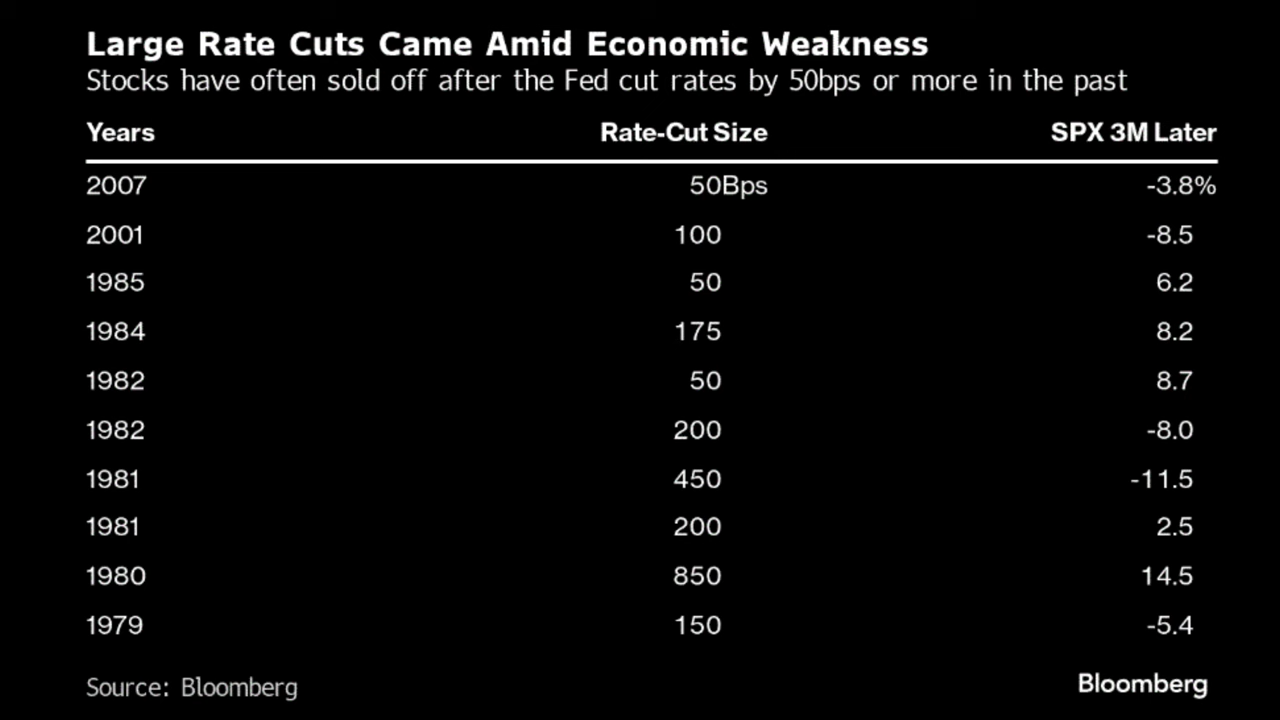 Large Rate Cuts Came Amid Economic Weakness
Stocks have often sold off after the Fed cut rates by 50bps or more in the past
Years Rate-Cut Size SPX 3M Later
2007 50Bps -3.8%
2001 100 -8.5
1985 50 6.2
1984 175 8.2
1982 50 8.7
1982 200 -8.0
1981 450 -11.5
1981 200 2.5
1980 850 14.5
1979 150 -5.4
Source: Bloomberg Bloomberg